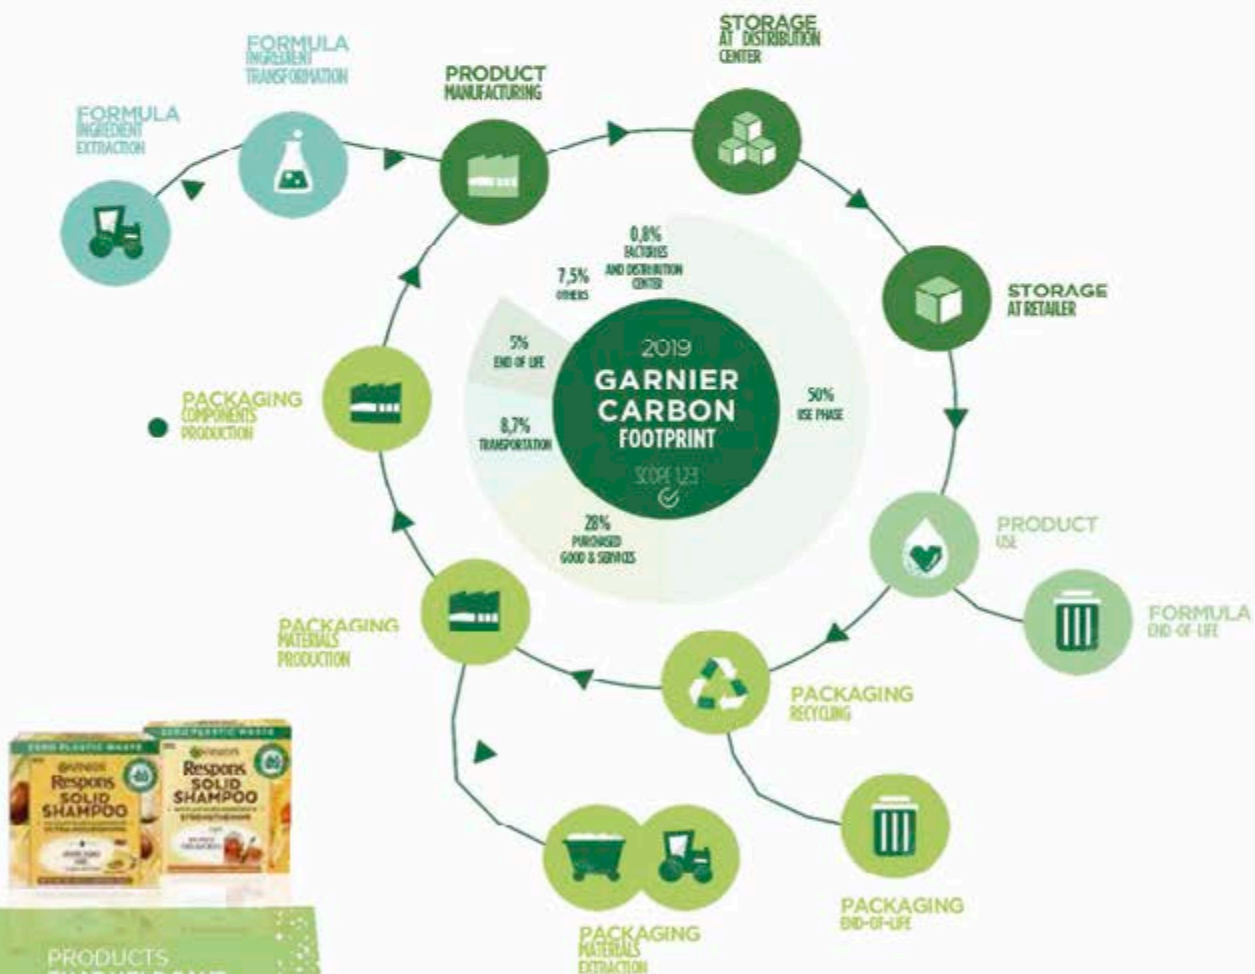 FORMULA
INGREDIENT
EXTRACTION
FORMULA
INGREDIENT
TRANSFORMATION
PRODUCT
MANUFACTURING
STORAGE
AT DISTRIBUTION
CENTER
STORAGE
AT RETAILER
PRODUCT
USE
FORMULA
END-OF-LIFE
PACKAGING
RECYCLING
PACKAGING
END-OF-LIFE
PACKAGING
MATERIALS
EXTRACTION
PACKAGING
MATERIALS
PRODUCTION
PACKAGING
COMPONENTS
PRODUCTION
0,8%
FACTORIES
AND DISTRIBUTION
CENTER
7,5%
OTHERS
5%
END OF LIFE
8,7%
TRANSPORTATION
28%
PURCHASED
GOOD & SERVICES
50%
USE PHASE
2019
GARNIER
CARBON
FOOTPRINT
SCOPE 1,2,3
ZERO PLASTIC WASTE
GARNIER
Respons
SOLID
SHAMPOO
ULTRA-NOURISHING
ZERO PLASTIC WASTE
GARNIER
Respons
SOLID
SHAMPOO
STRENGTHENING
PRODUCTS